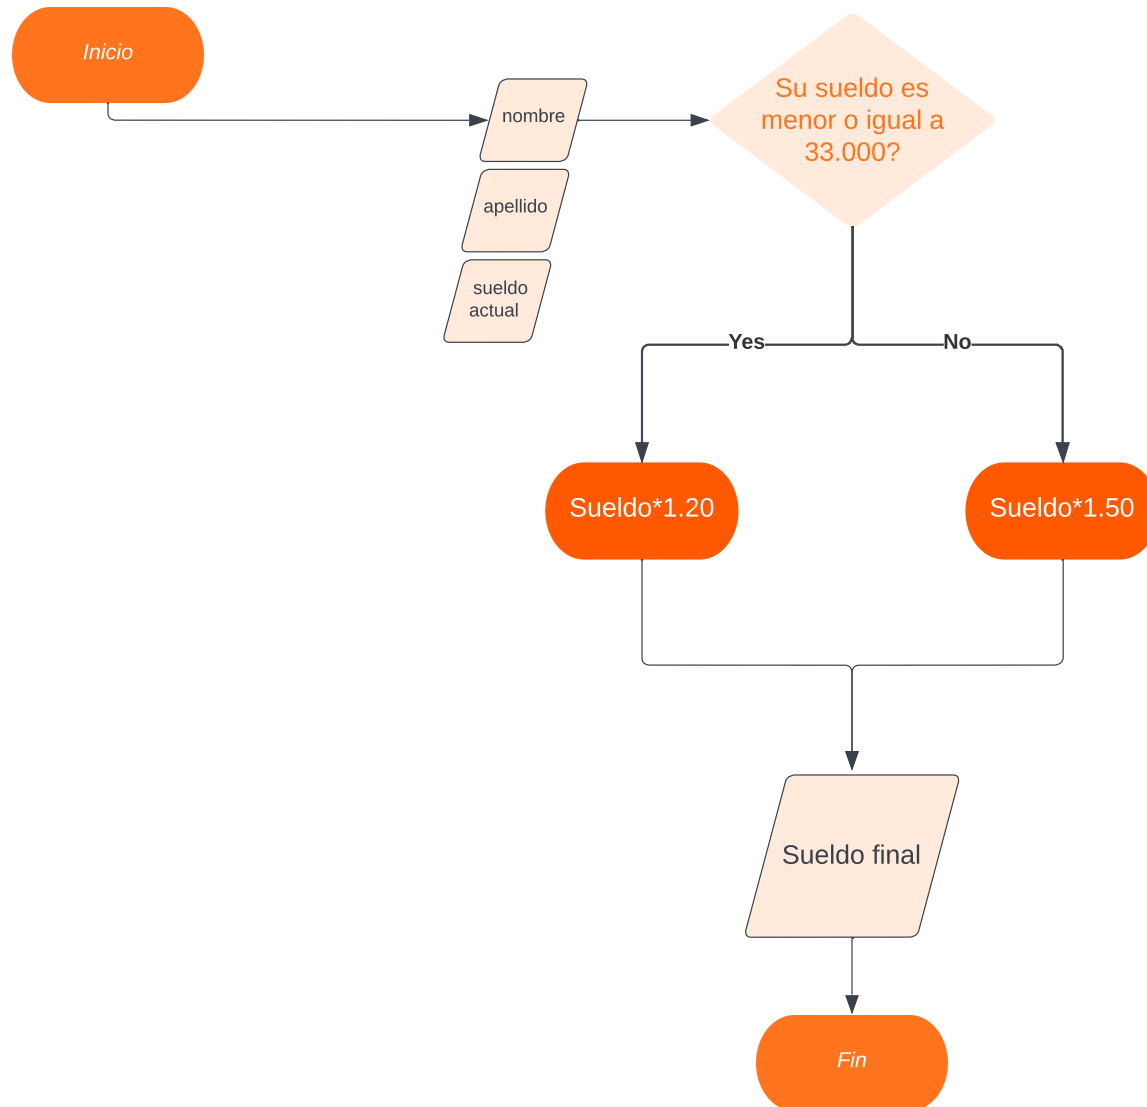 Inicio
nombre
apellido
sueldo
actual
Su sueldo es
menor o igual a
33.000?
Yes
No
Sueldo*1.20
Sueldo*1.50
Sueldo final
Fin